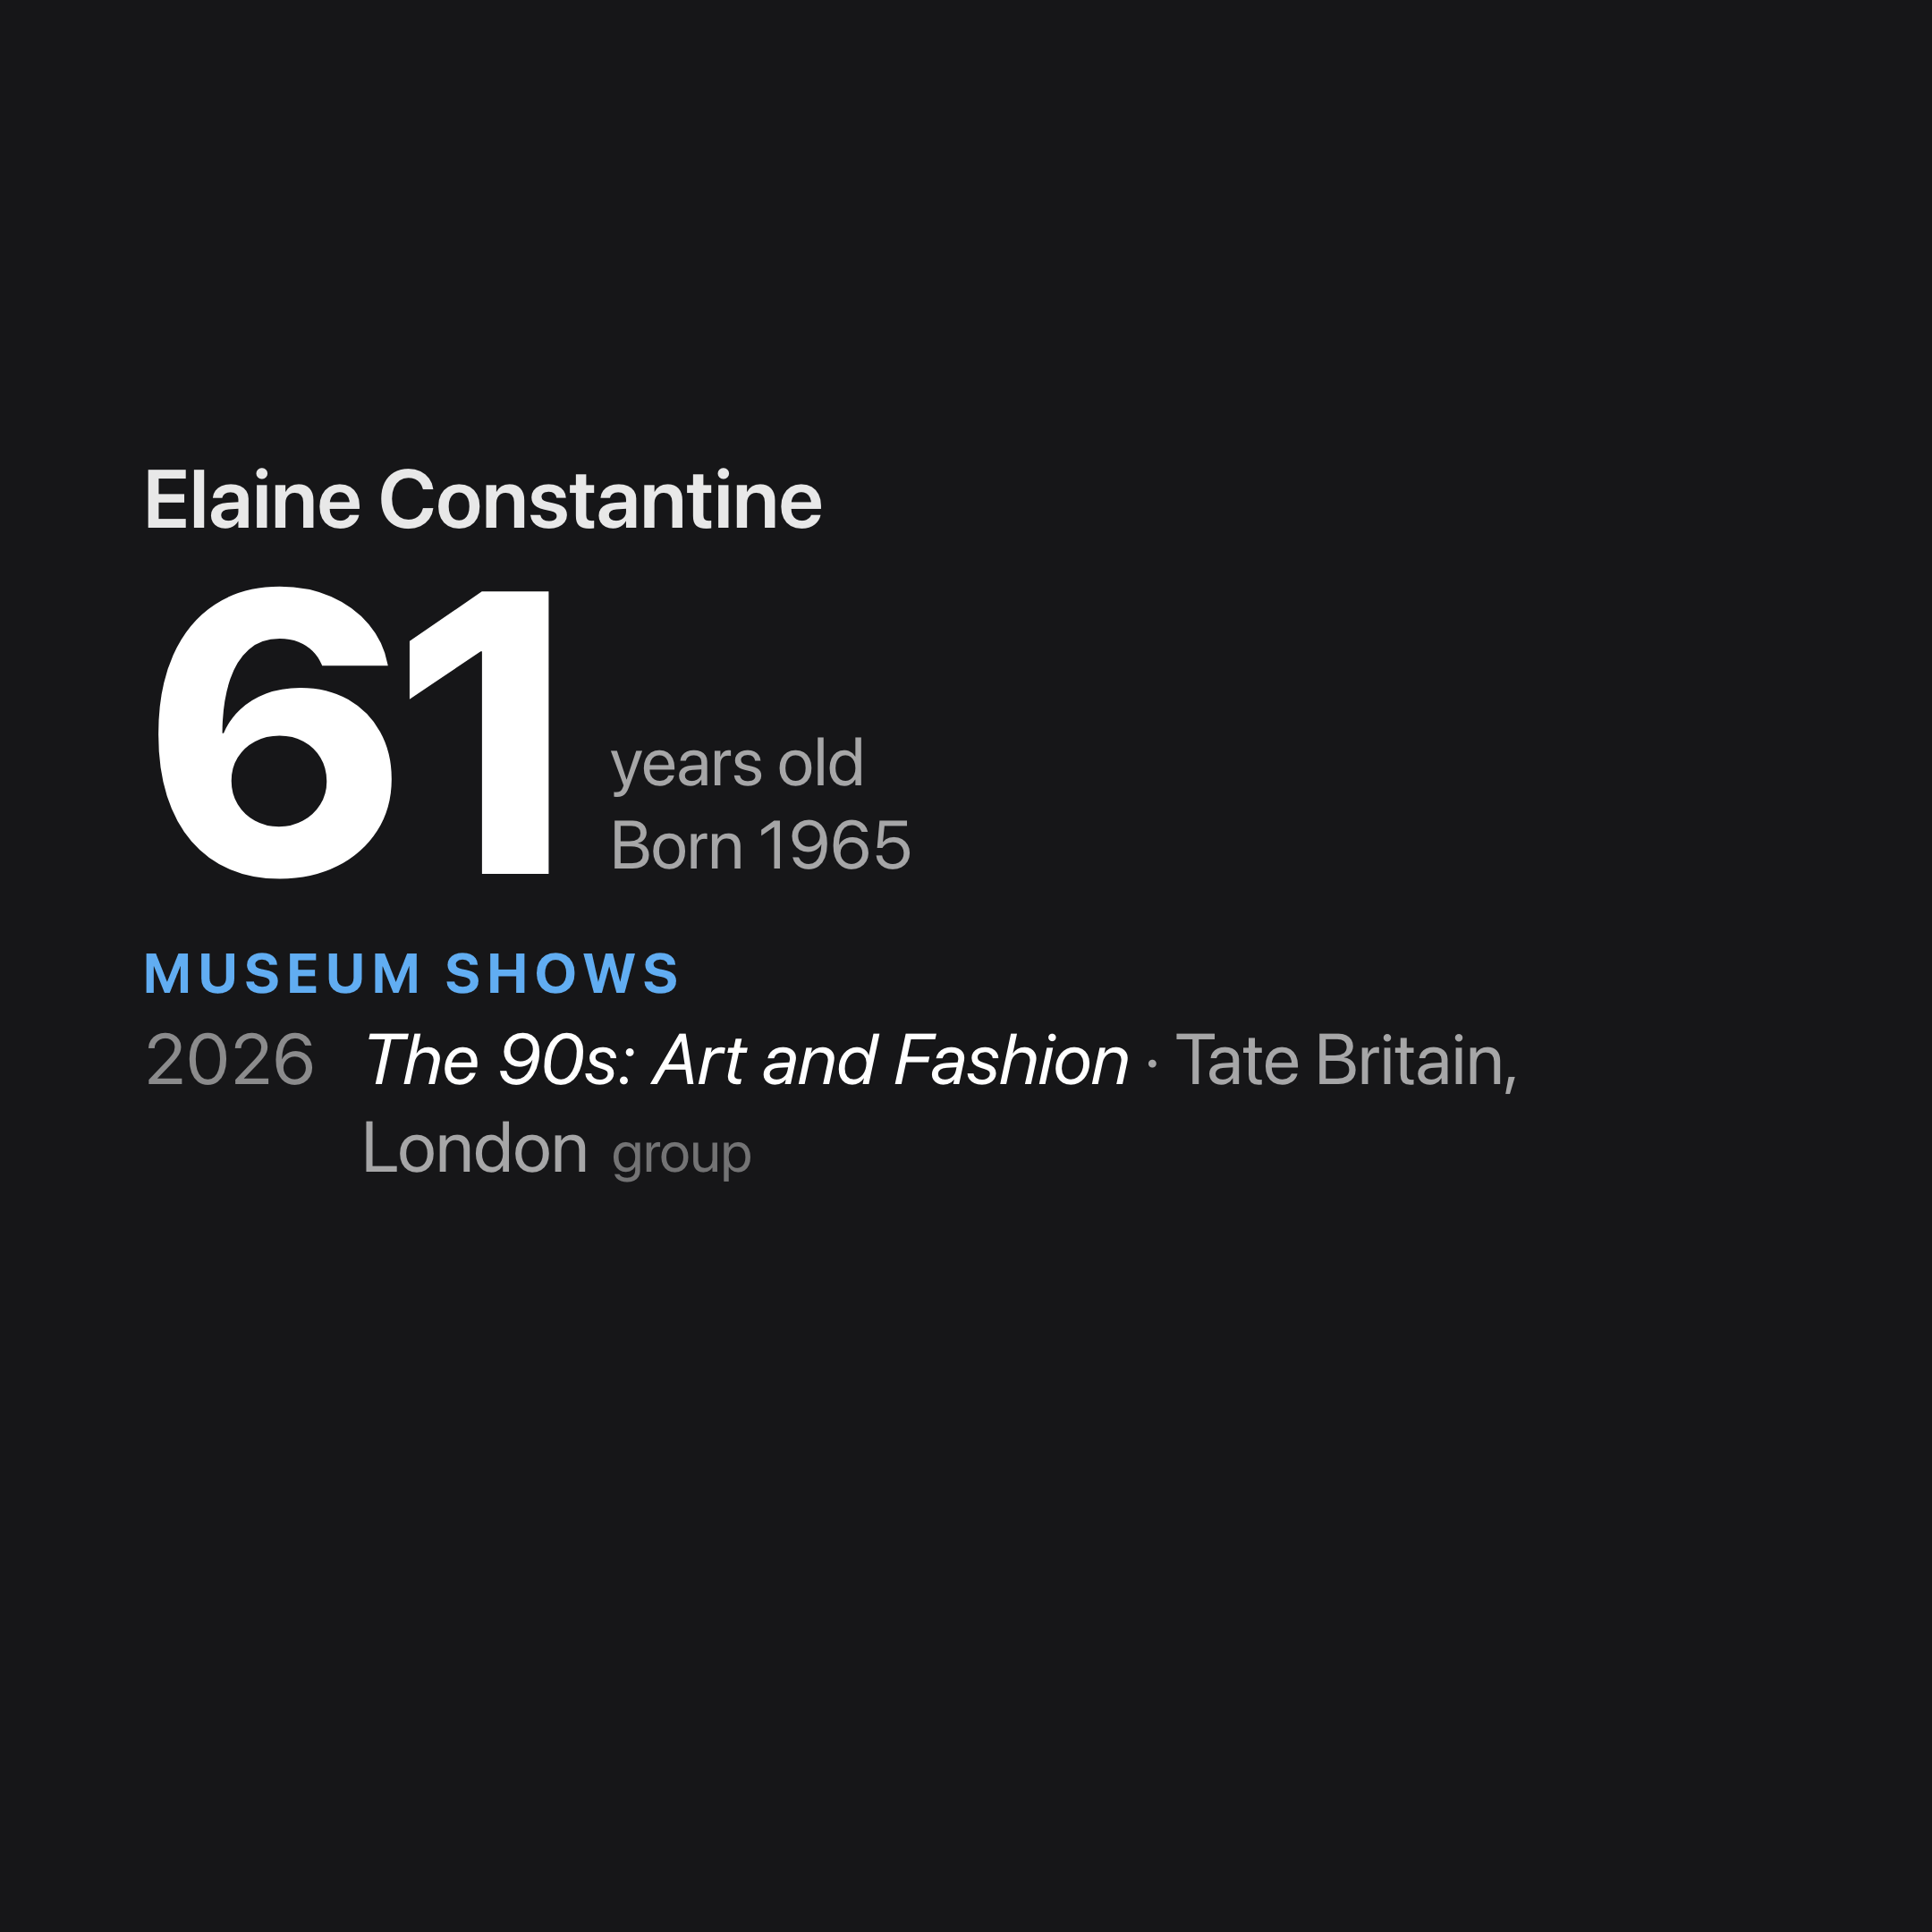 Elaine Constantine
61
years old
Born 1965
MUSEUM SHOWS
2026 The 90s: Art and Fashion · Tate Britain,
London group